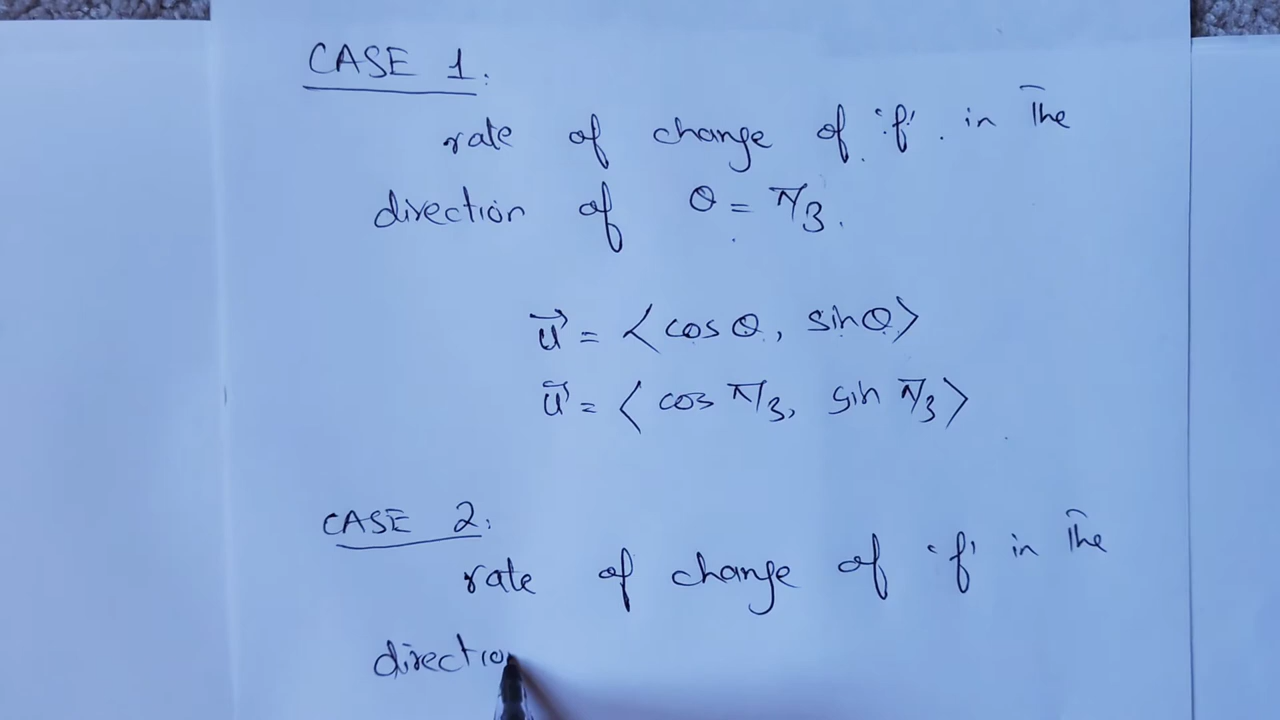 CASE 1:
rate of change of 'f'. in the
direction of θ = π/3.
u⃗ = <cos θ, sin θ>
u⃗ = <cos π/3, sin π/3>
CASE 2:
rate of change of 'f' in the
directio